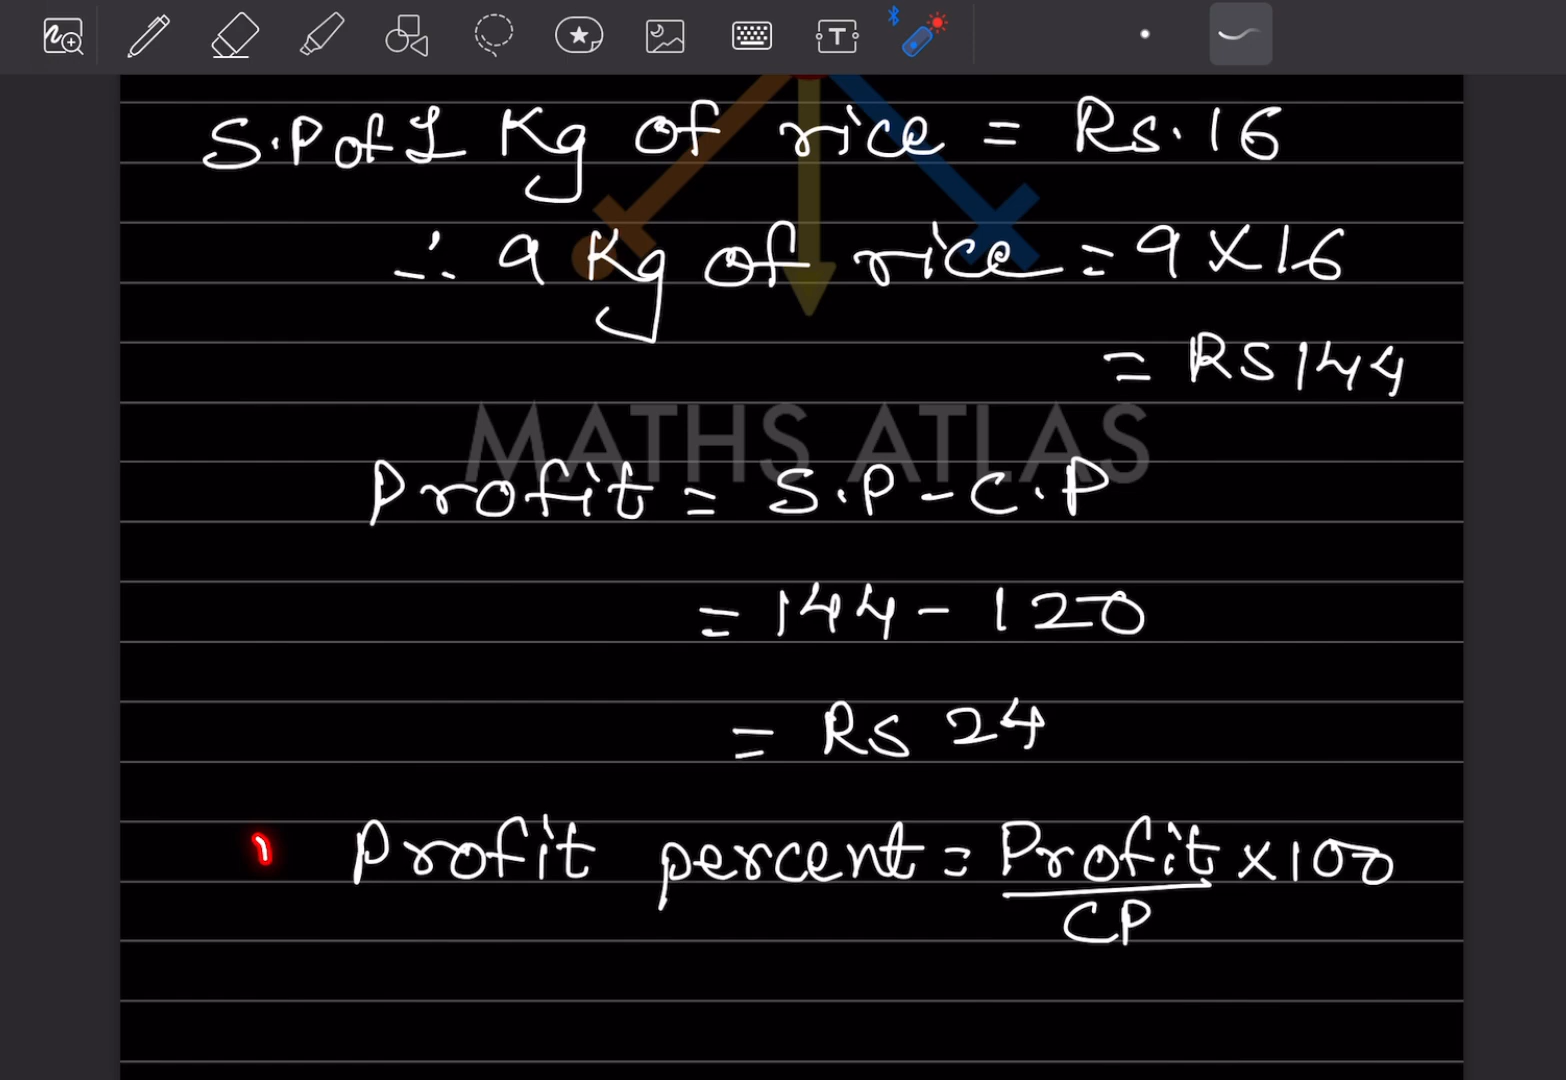 S.P of 1 Kg of rice = Rs. 16
∴ 9 Kg of rice = 9 × 16
= RS 144
MATHS ATLAS
Profit = S.P - C.P
= 144 - 120
= RS 24
Profit percent = Profit/CP × 100